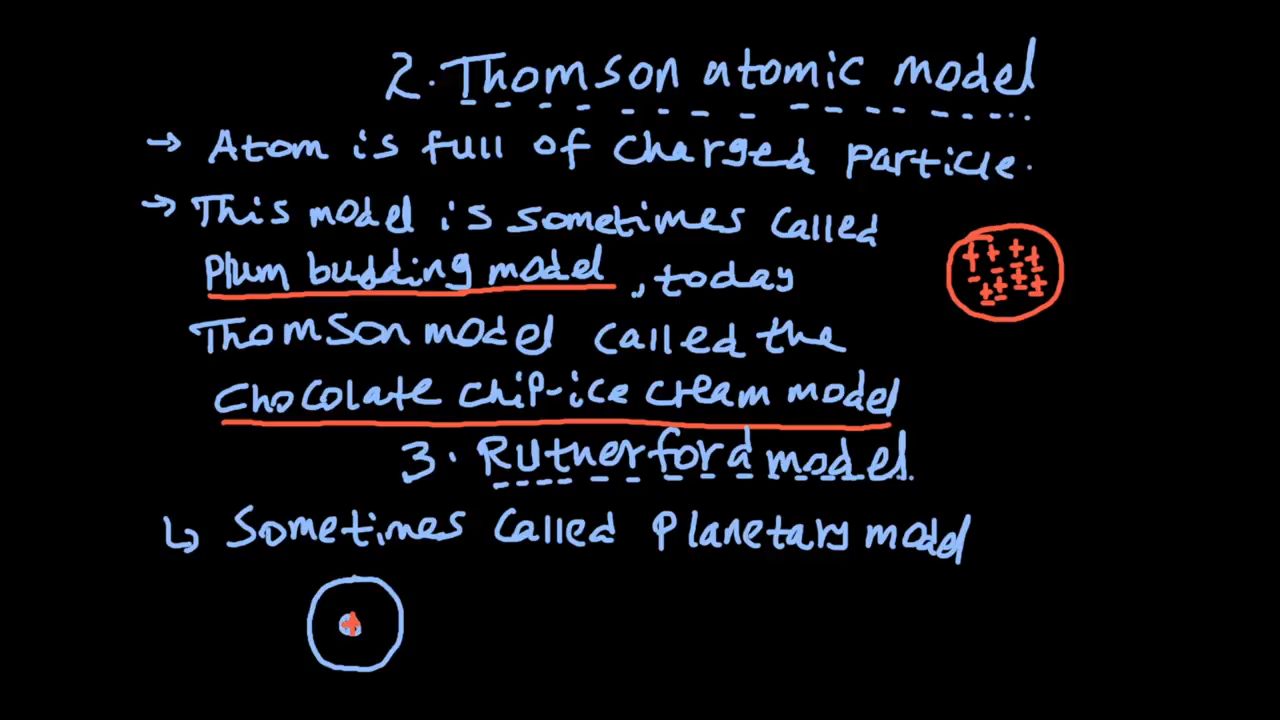 2. Thomson atomic model
→ Atom is full of charged particle.
→ This model is sometimes called
Plum budding model, today
Thomson model called the
Chocolate chip-ice cream model
3. Rutherford model
↳ Sometimes called Planetary model